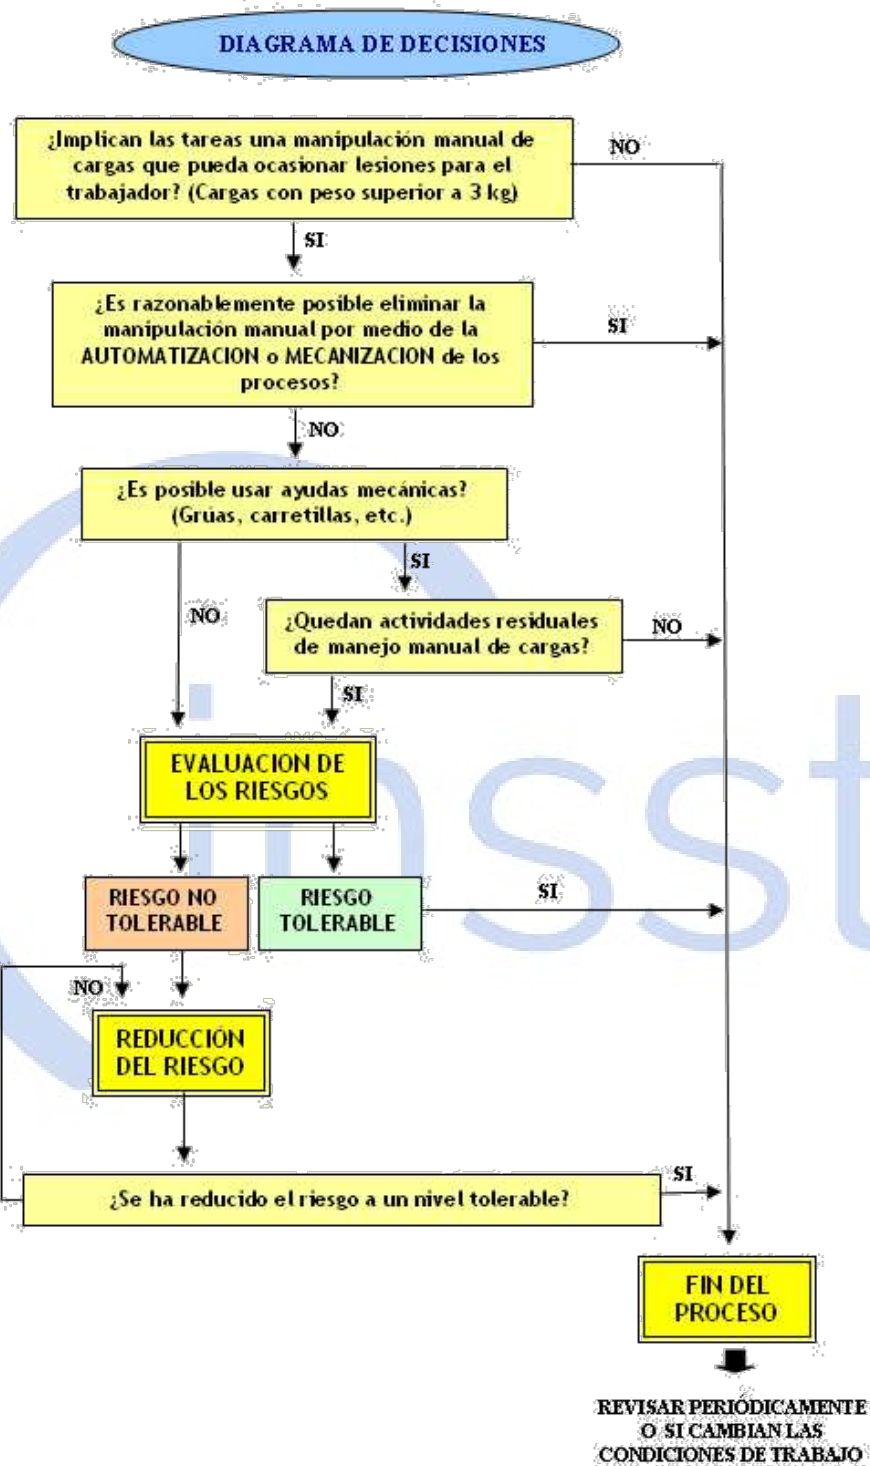 DIAGRAMA DE DECISIONES
¿Implican las tareas una manipulación manual de
cargas que pueda ocasionar lesiones para el
trabajador? (Cargas con peso superior a 3 kg)
NO
SI
¿Es razonablemente posible eliminar la
manipulación manual por medio de la
AUTOMATIZACION o MECANIZACION de los
procesos?
SI
NO
¿Es posible usar ayudas mecánicas?
(Grúas, carretillas, etc.)
SI
NO
¿Quedan actividades residuales
de manejo manual de cargas?
NO
SI
EVALUACION DE
LOS RIESGOS
RIESGO NO
TOLERABLE
RIESGO
TOLERABLE
SI
NO
REDUCCIÓN
DEL RIESGO
¿Se ha reducido el riesgo a un nivel tolerable?
SI
FIN DEL
PROCESO
REVISAR PERIÓDICAMENTE
O SI CAMBIAN LAS
CONDICIONES DE TRABAJO
insst